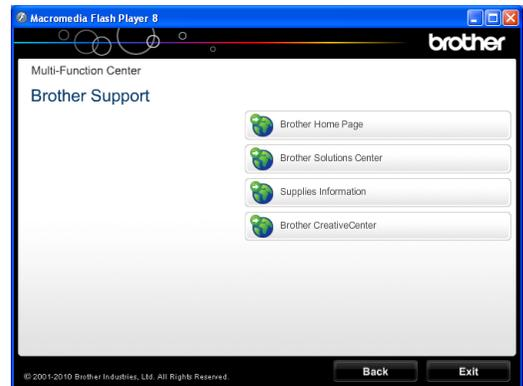 Macromedia Flash Player 8
brother
Multi-Function Center
Brother Support
Brother Home Page
Brother Solutions Center
Supplies Information
Brother CreativeCenter
© 2001-2010 Brother Industries, Ltd. All Rights Reserved.
Back
Exit